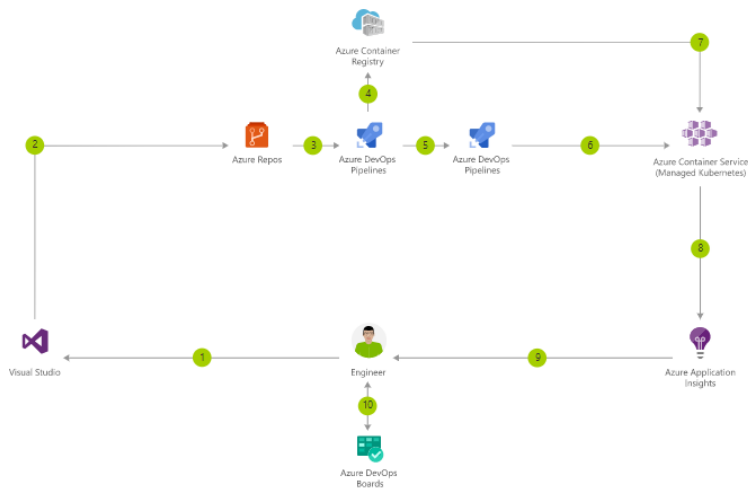 Azure Container
Registry
7
4
2
Azure Repos
3
Azure DevOps
Pipelines
5
Azure DevOps
Pipelines
6
Azure Container Service
(Managed Kubernetes)
8
Visual Studio
1
Engineer
9
Azure Application
Insights
10
Azure DevOps
Boards